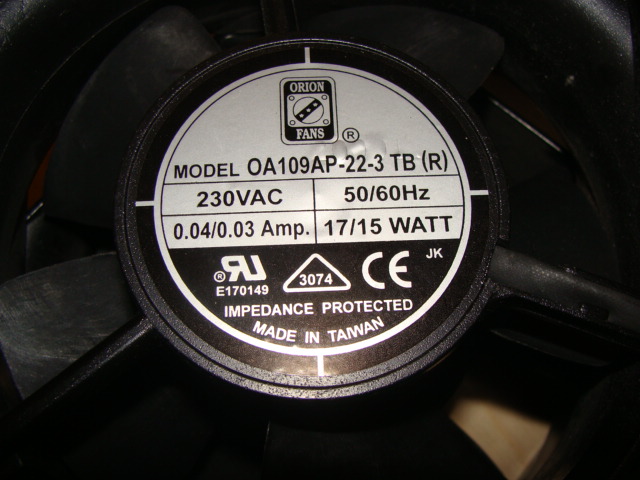 ORION
FANS
®
MODEL OA109AP-22-3 TB (R)
230VAC 50/60Hz
0.04/0.03 Amp. 17/15 WATT
® RU 3074 CE JK
E170149
IMPEDANCE PROTECTED
MADE IN TAIWAN